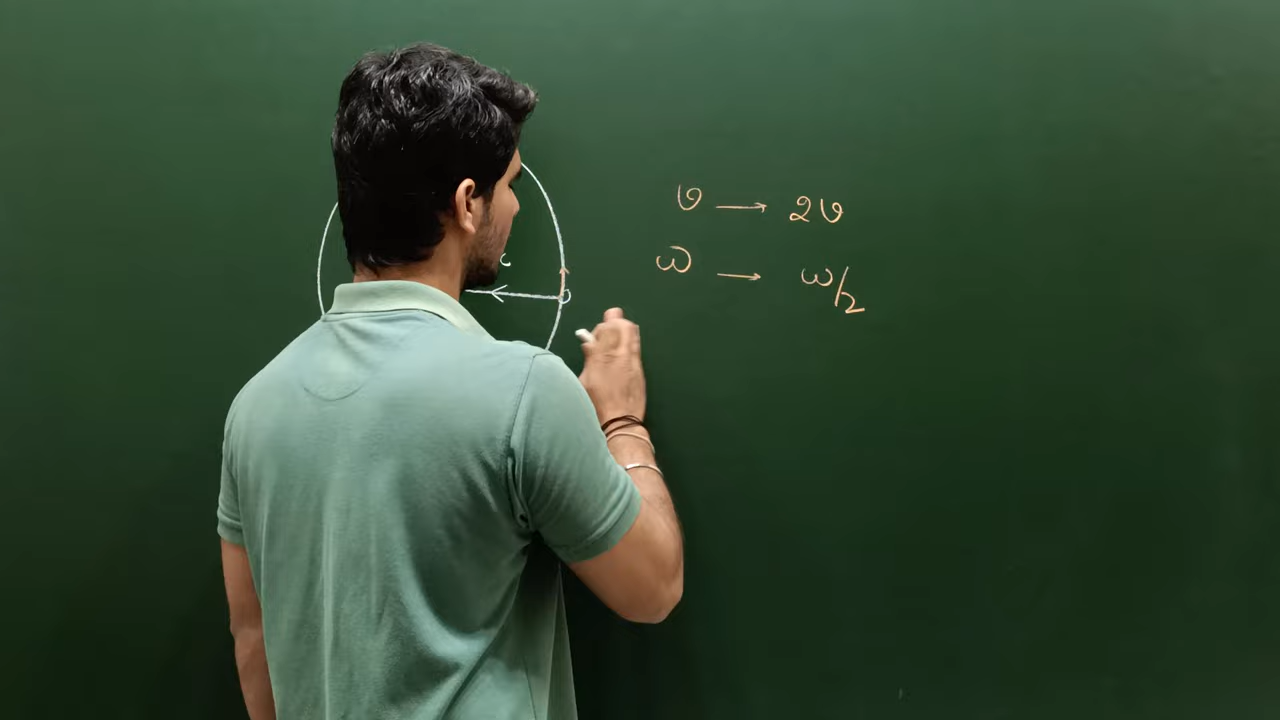 v → 2v
ω → ω/2
c